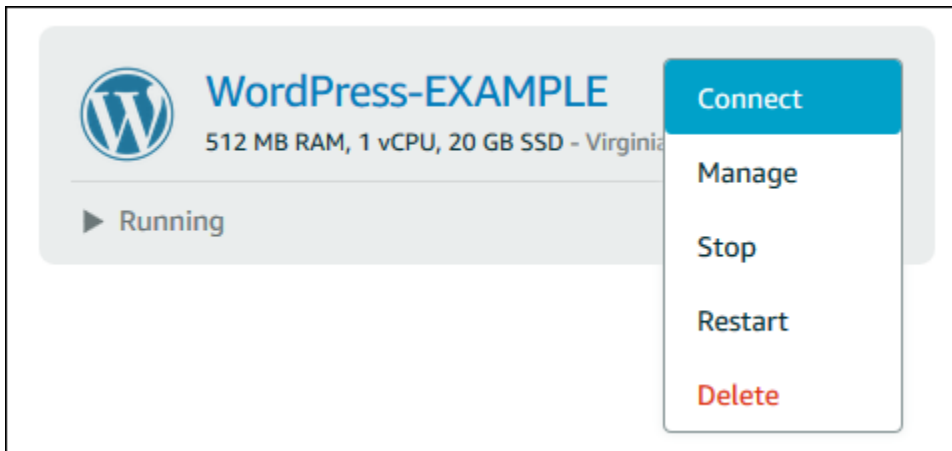 WordPress-EXAMPLE
512 MB RAM, 1 vCPU, 20 GB SSD - Virginia
Running
Connect
Manage
Stop
Restart
Delete